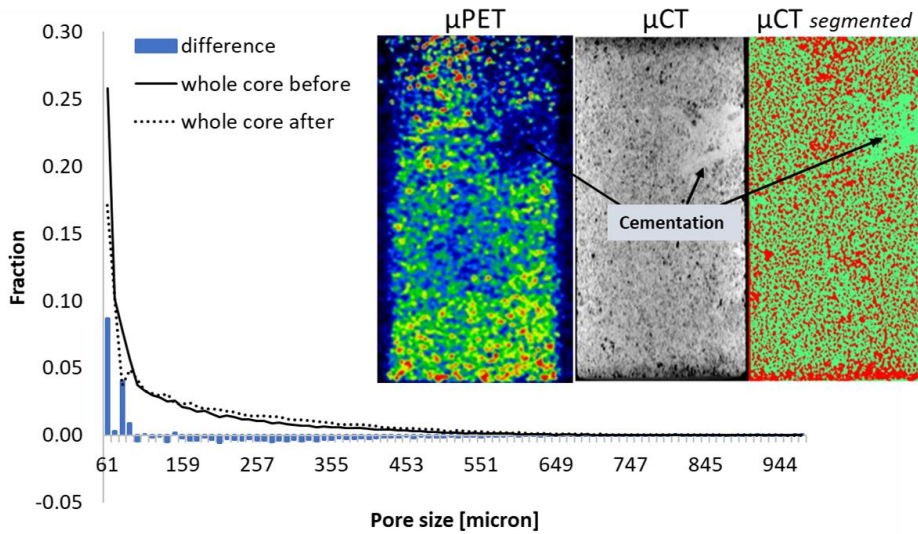 µPET
µCT
µCT segmented
0.30
0.25
0.20
0.15
0.10
0.05
0.00
-0.05
Fraction
difference
whole core before
whole core after
Cementation
61 159 257 355 453 551 649 747 845 944
Pore size [micron]